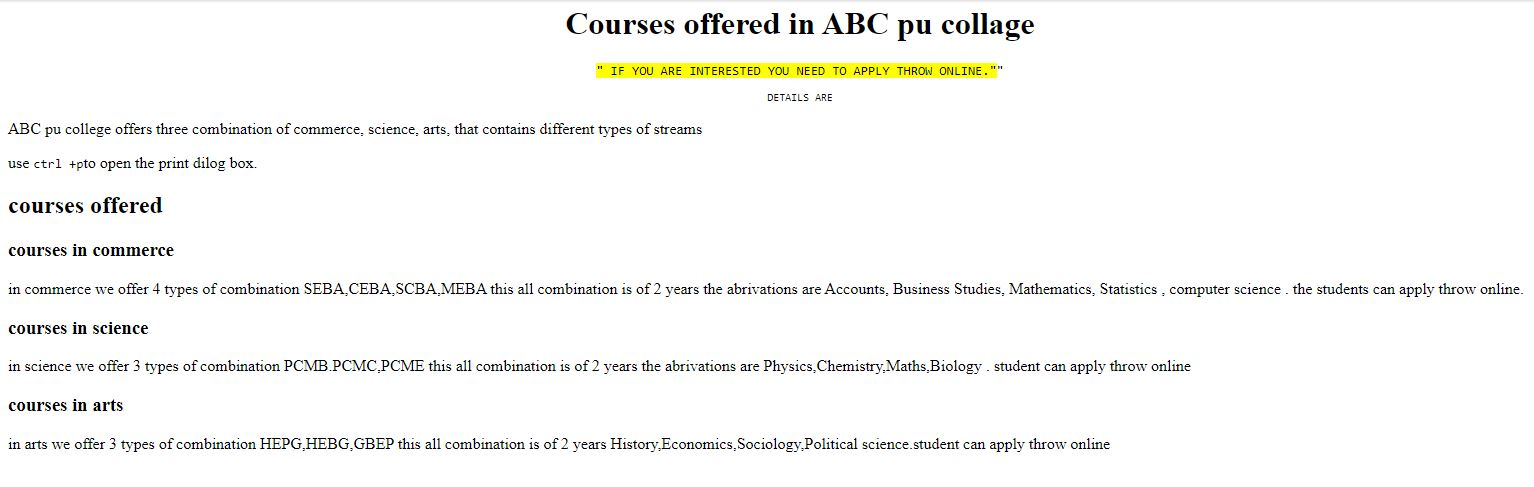 Courses offered in ABC pu collage
" IF YOU ARE INTERESTED YOU NEED TO APPLY THROW ONLINE.""
DETAILS ARE
ABC pu college offers three combination of commerce, science, arts, that contains different types of streams
use ctrl +pto open the print dilog box.
courses offered
courses in commerce
in commerce we offer 4 types of combination SEBA,CEBA,SCBA,MEBA this all combination is of 2 years the abrivations are Accounts, Business Studies, Mathematics, Statistics , computer science . the students can apply throw online.
courses in science
in science we offer 3 types of combination PCMB.PCMC,PCME this all combination is of 2 years the abrivations are Physics,Chemistry,Maths,Biology . student can apply throw online
courses in arts
in arts we offer 3 types of combination HEPG,HEBG,GBEP this all combination is of 2 years History,Economics,Sociology,Political science.student can apply throw online